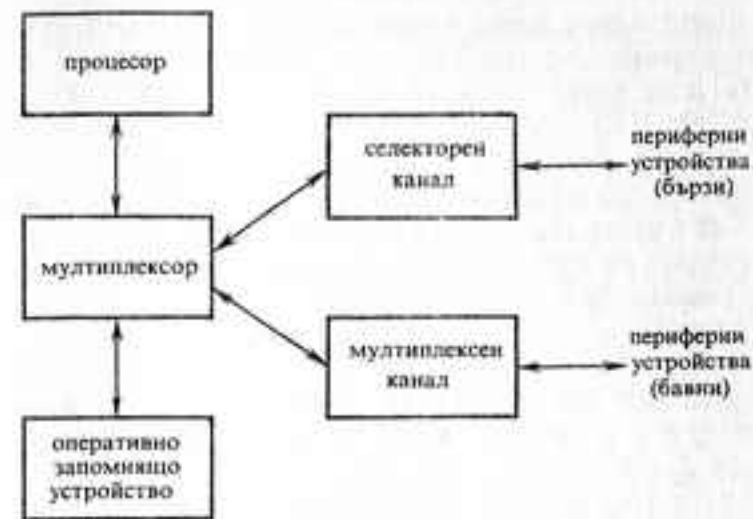 процесор
селекторен
канал
периферни
устройства
(бързи)
мултиплексор
мултиплексен
канал
периферни
устройства
(бавни)
оперативно
запомнящо
устройство